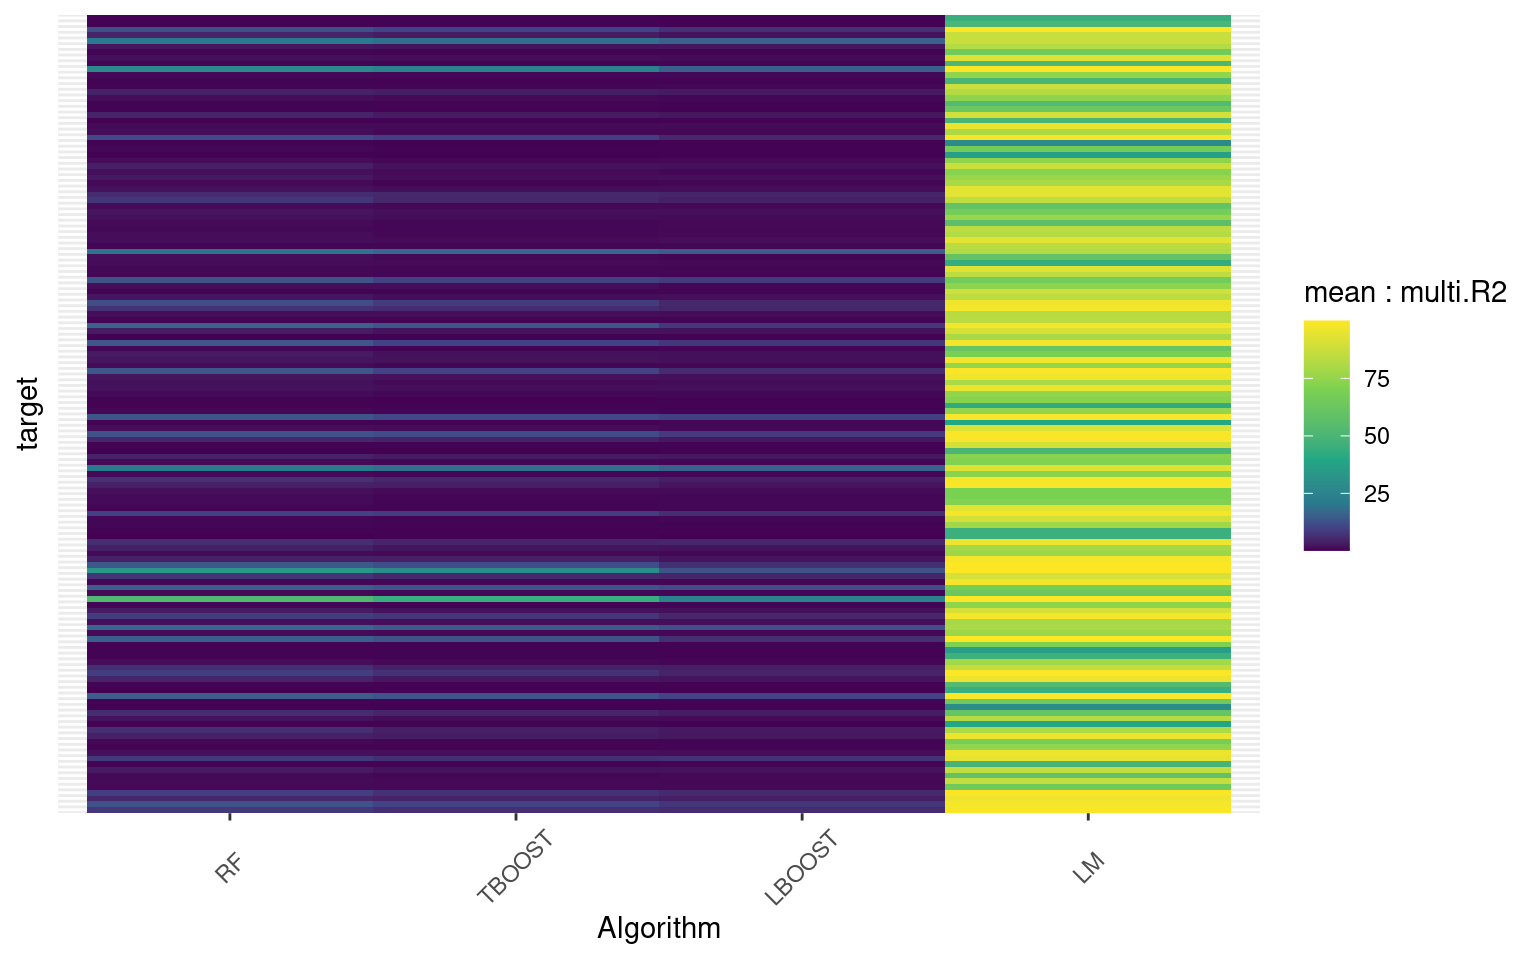 target
RF
TBOOST
LBOOST
LM
Algorithm
mean : multi.R2
75
50
25